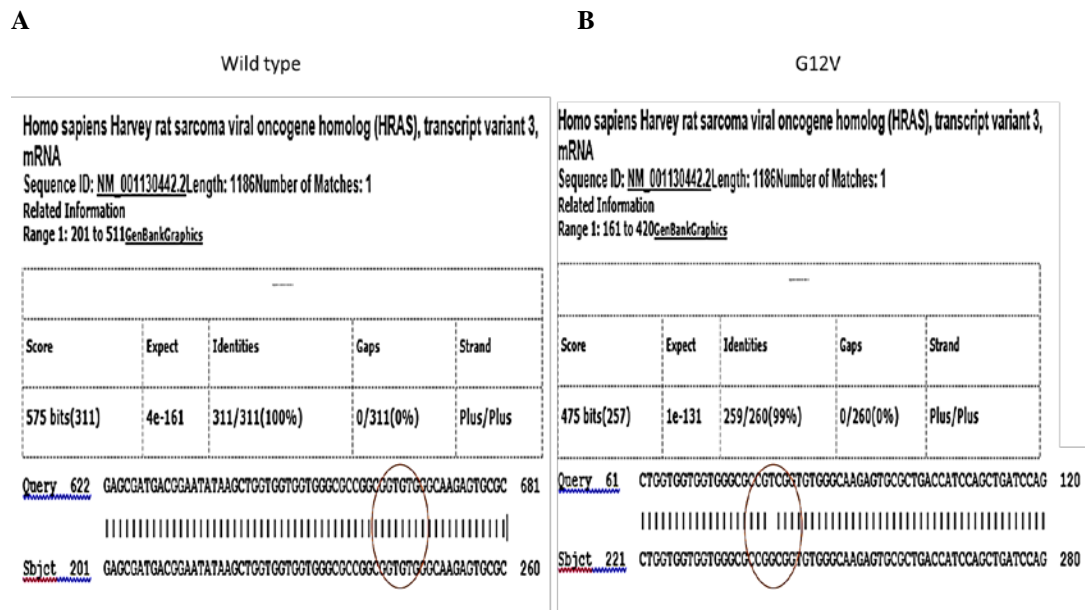 A
Wild type
Homo sapiens Harvey rat sarcoma viral oncogene homolog (HRAS), transcript variant 3,
mRNA
Sequence ID: NM_001130442.2Length: 1186Number of Matches: 1
Related Information
Range 1: 201 to 511GenBankGraphics
Score Expect Identities Gaps Strand
575 bits(311) 4e-161 311/311(100%) 0/311(0%) Plus/Plus
Query 622 GAGCGATGACGGAATATAAGCTGGTGGTGGTGGGCGCCGGCGGTGTGGGCAAGAGTGCGC 681
Sbjct 201 GAGCGATGACGGAATATAAGCTGGTGGTGGTGGGCGCCGGCGGTGTGGGCAAGAGTGCGC 260
B
G12V
Homo sapiens Harvey rat sarcoma viral oncogene homolog (HRAS), transcript variant 3,
mRNA
Sequence ID: NM_001130442.2Length: 1186Number of Matches: 1
Related Information
Range 1: 161 to 420GenBankGraphics
Score Expect Identities Gaps Strand
475 bits(257) 1e-131 259/260(99%) 0/260(0%) Plus/Plus
Query 61 CTGGTGGTGGTGGGCGCCGTCGGTGTGGGCAAGAGTGCGCTGACCATCCAGCTGATCCAG 120
Sbjct 221 CTGGTGGTGGTGGGCGCCGGCGGTGTGGGCAAGAGTGCGCTGACCATCCAGCTGATCCAG 280